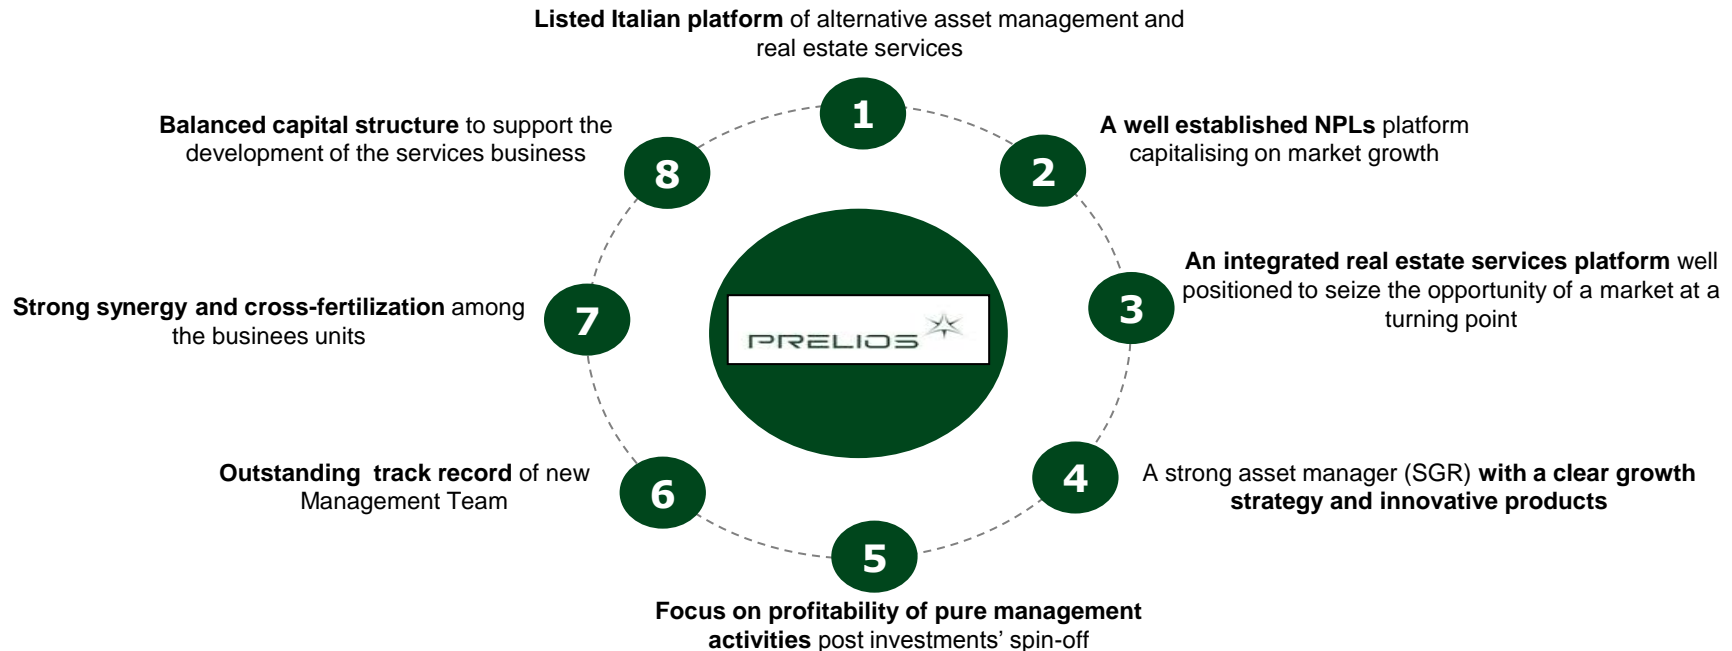 Listed Italian platform of alternative asset management and
real estate services
1
A well established NPLs platform
capitalising on market growth
2
An integrated real estate services platform well
positioned to seize the opportunity of a market at a
turning point
3
A strong asset manager (SGR) with a clear growth
strategy and innovative products
4
5
Focus on profitability of pure management
activities post investments’ spin-off
Outstanding track record of new
Management Team
6
Strong synergy and cross-fertilization among
the businees units
7
Balanced capital structure to support the
development of the services business
8
PRELIOS